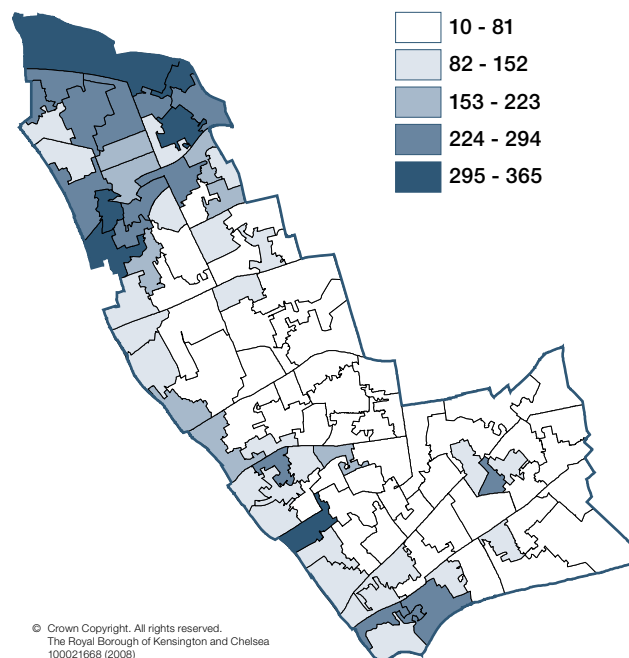 10 - 81
82 - 152
153 - 223
224 - 294
295 - 365
© Crown Copyright. All rights reserved.
The Royal Borough of Kensington and Chelsea
100021668 (2008)